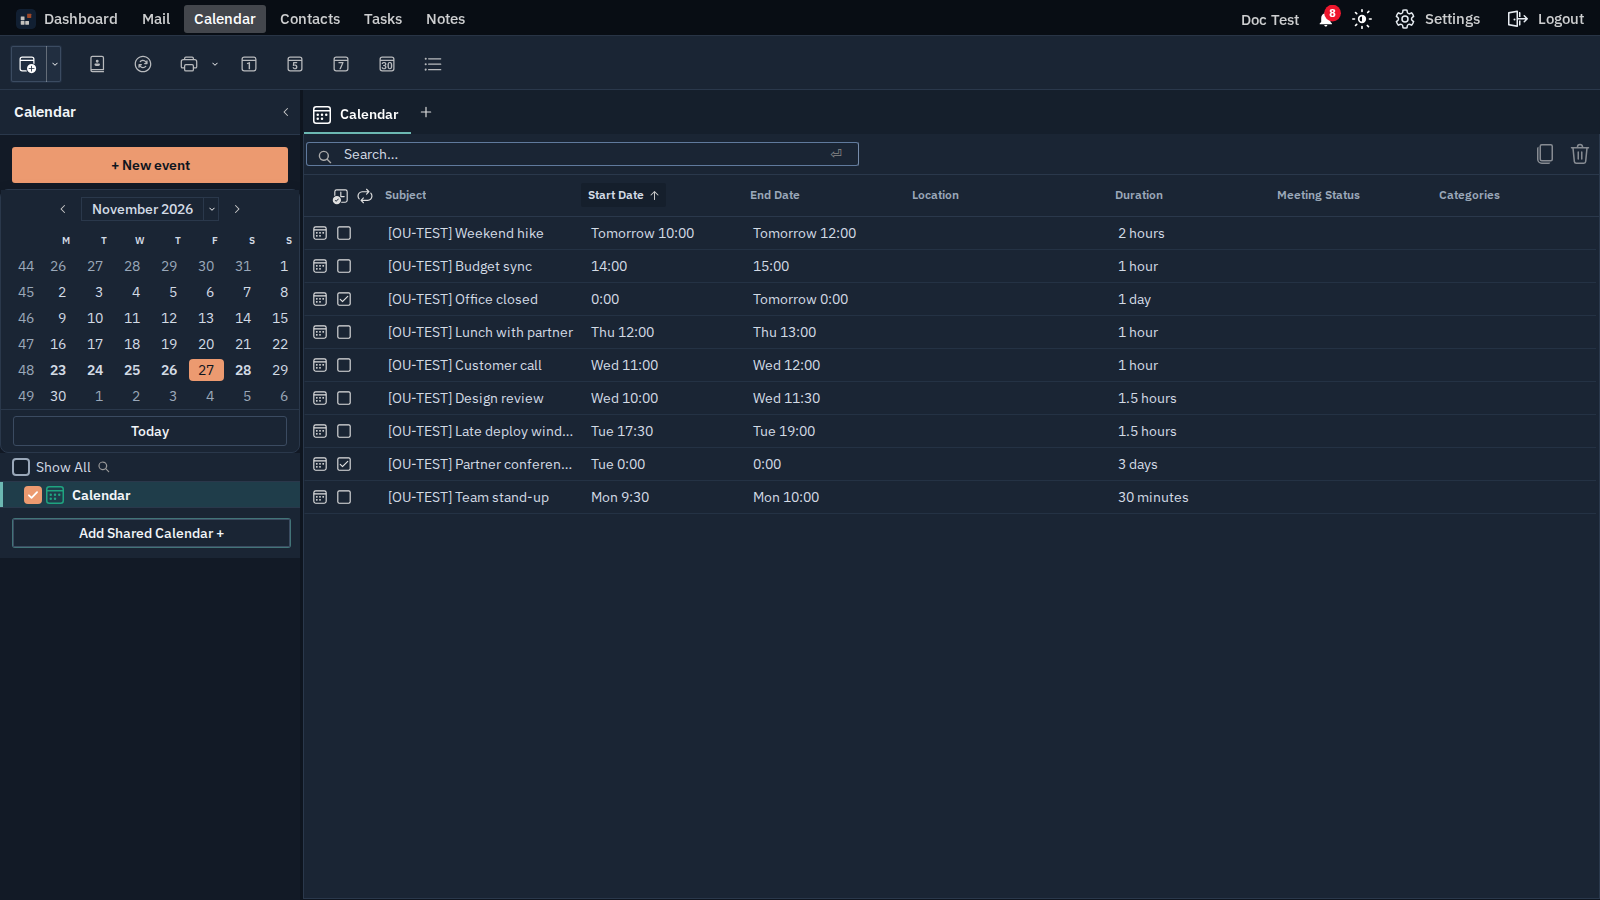 Dashboard Mail Calendar Contacts Tasks Notes Doc Test 8 Settings Logout
1 5 7 30
Calendar
Calendar
+ New event
Search...
November 2026
Subject Start Date End Date Location Duration Meeting Status Categories
M T W T F S S
44 26 27 28 29 30 31 1
45 2 3 4 5 6 7 8
46 9 10 11 12 13 14 15
47 16 17 18 19 20 21 22
48 23 24 25 26 27 28 29
49 30 1 2 3 4 5 6
Today
Show All
Calendar
Add Shared Calendar +
[OU-TEST] Weekend hike Tomorrow 10:00 Tomorrow 12:00 2 hours
[OU-TEST] Budget sync 14:00 15:00 1 hour
[OU-TEST] Office closed 0:00 Tomorrow 0:00 1 day
[OU-TEST] Lunch with partner Thu 12:00 Thu 13:00 1 hour
[OU-TEST] Customer call Wed 11:00 Wed 12:00 1 hour
[OU-TEST] Design review Wed 10:00 Wed 11:30 1.5 hours
[OU-TEST] Late deploy wind... Tue 17:30 Tue 19:00 1.5 hours
[OU-TEST] Partner conferen... Tue 0:00 0:00 3 days
[OU-TEST] Team stand-up Mon 9:30 Mon 10:00 30 minutes